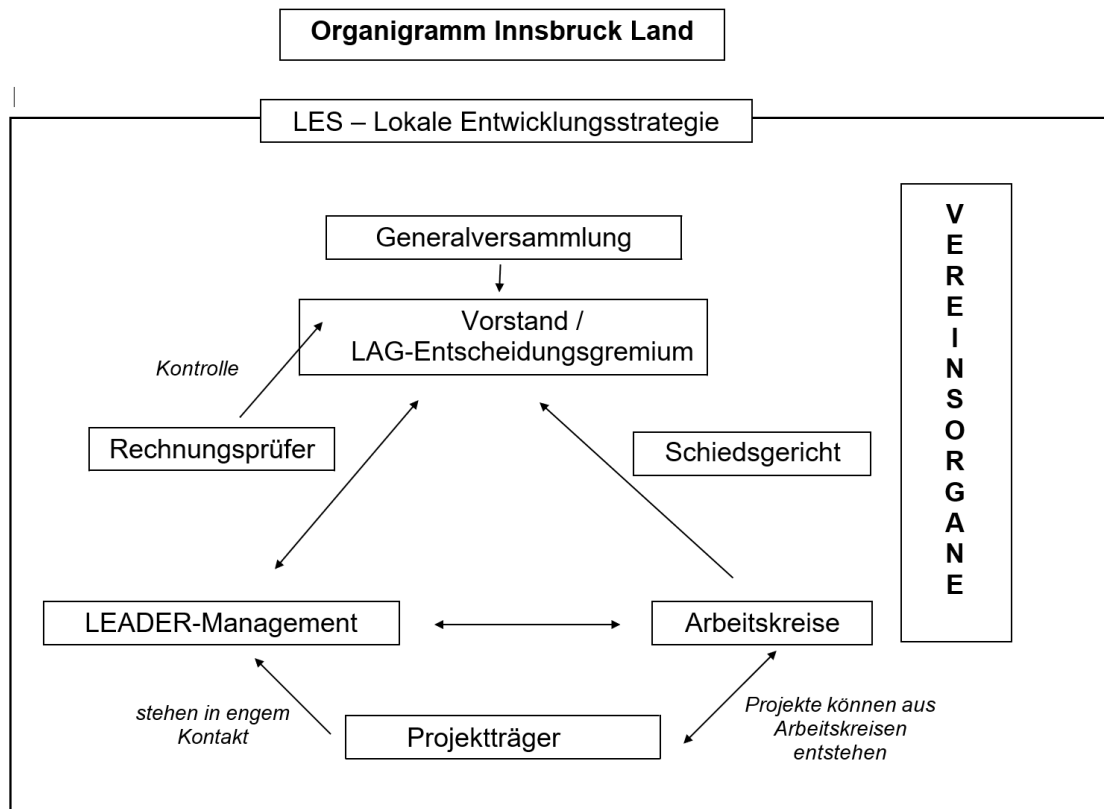 Organigramm Innsbruck Land
LES – Lokale Entwicklungsstrategie
VEREINSORGANE
Generalversammlung
Vorstand /
LAG-Entscheidungsgremium
Kontrolle
Rechnungsprüfer
Schiedsgericht
LEADER-Management
Arbeitskreise
stehen in engem
Kontakt
Projektträger
Projekte können aus
Arbeitskreisen
entstehen